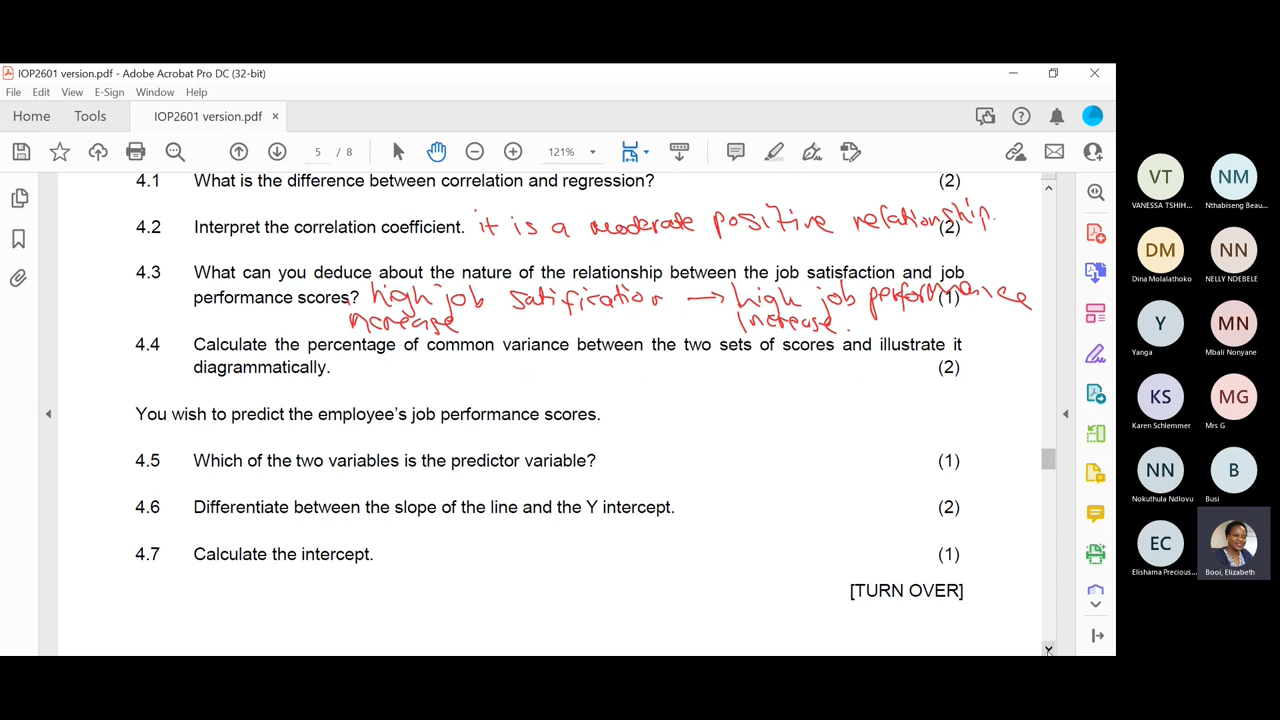 IOP2601 version.pdf - Adobe Acrobat Pro DC (32-bit)
File Edit View E-Sign Window Help
Home Tools IOP2601 version.pdf ×
5 / 8 121%
4.1 What is the difference between correlation and regression? (2)
4.2 Interpret the correlation coefficient. it is a moderate positive relationship. (2)
4.3 What can you deduce about the nature of the relationship between the job satisfaction and job
performance scores? high job satification → high job performance (1)
increase increase.
4.4 Calculate the percentage of common variance between the two sets of scores and illustrate it
diagrammatically. (2)
You wish to predict the employee's job performance scores.
4.5 Which of the two variables is the predictor variable? (1)
4.6 Differentiate between the slope of the line and the Y intercept. (2)
4.7 Calculate the intercept. (1)
[TURN OVER]
VT NM
VANESSA TSHIH... Nthabiseng Beau...
DM NN
Dina Molalathoko NELLY NDEBELE
Y MN
Yanga Mbali Nonyane
KS MG
Karen Schlemmer Mrs G
NN B
Nokuthula Ndlovu Busi
EC
Elishama Precious... Booi, Elizabeth